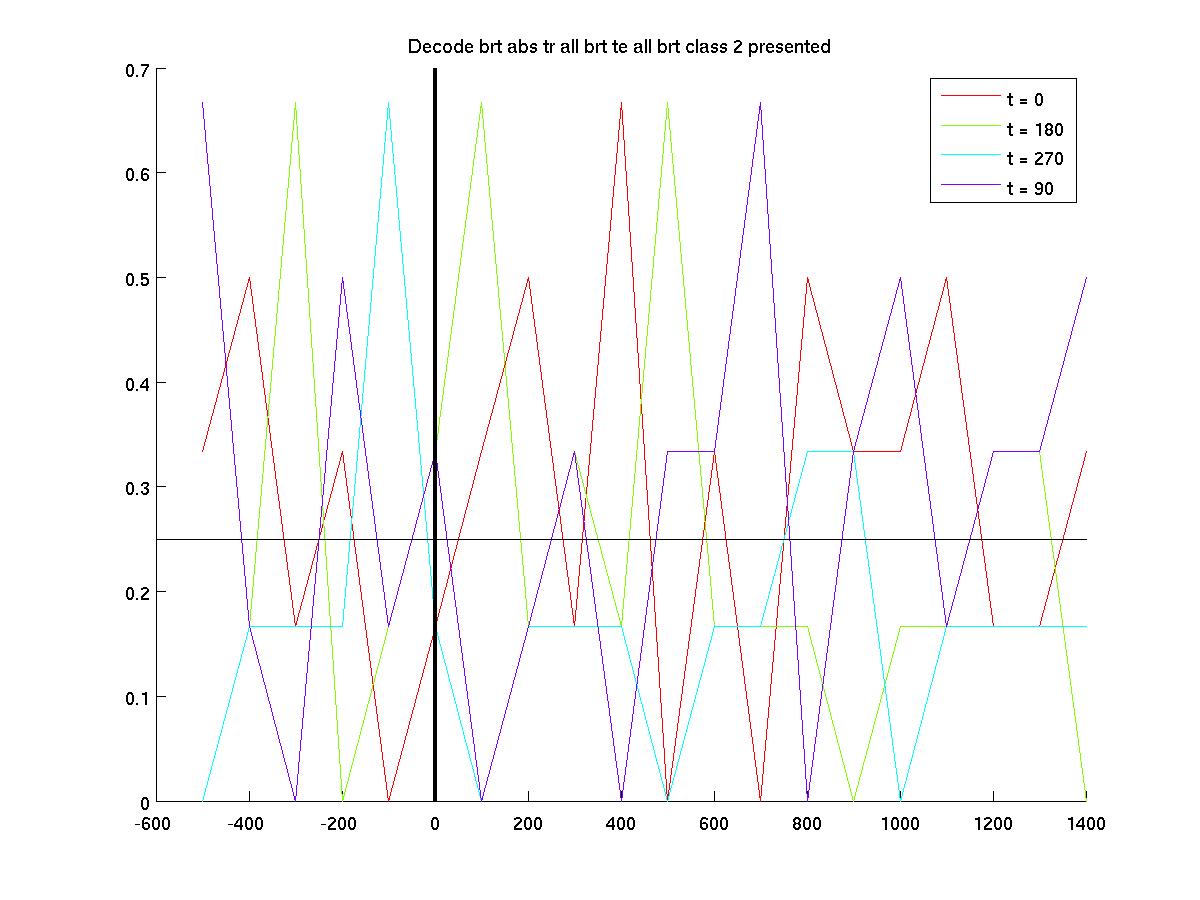 Decode brt abs tr all brt te all brt class 2 presented
0.7
0.6
0.5
0.4
0.3
0.2
0.1
0
-600 -400 -200 0 200 400 600 800 1000 1200 1400
t = 0
t = 180
t = 270
t = 90